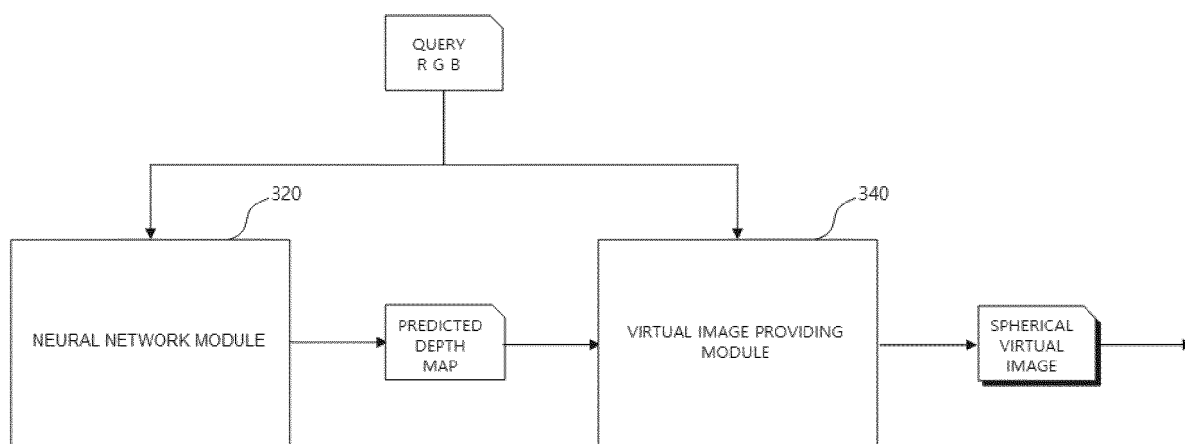 QUERY
R G B
320
340
NEURAL NETWORK MODULE
PREDICTED
DEPTH
MAP
VIRTUAL IMAGE PROVIDING
MODULE
SPHERICAL
VIRTUAL
IMAGE